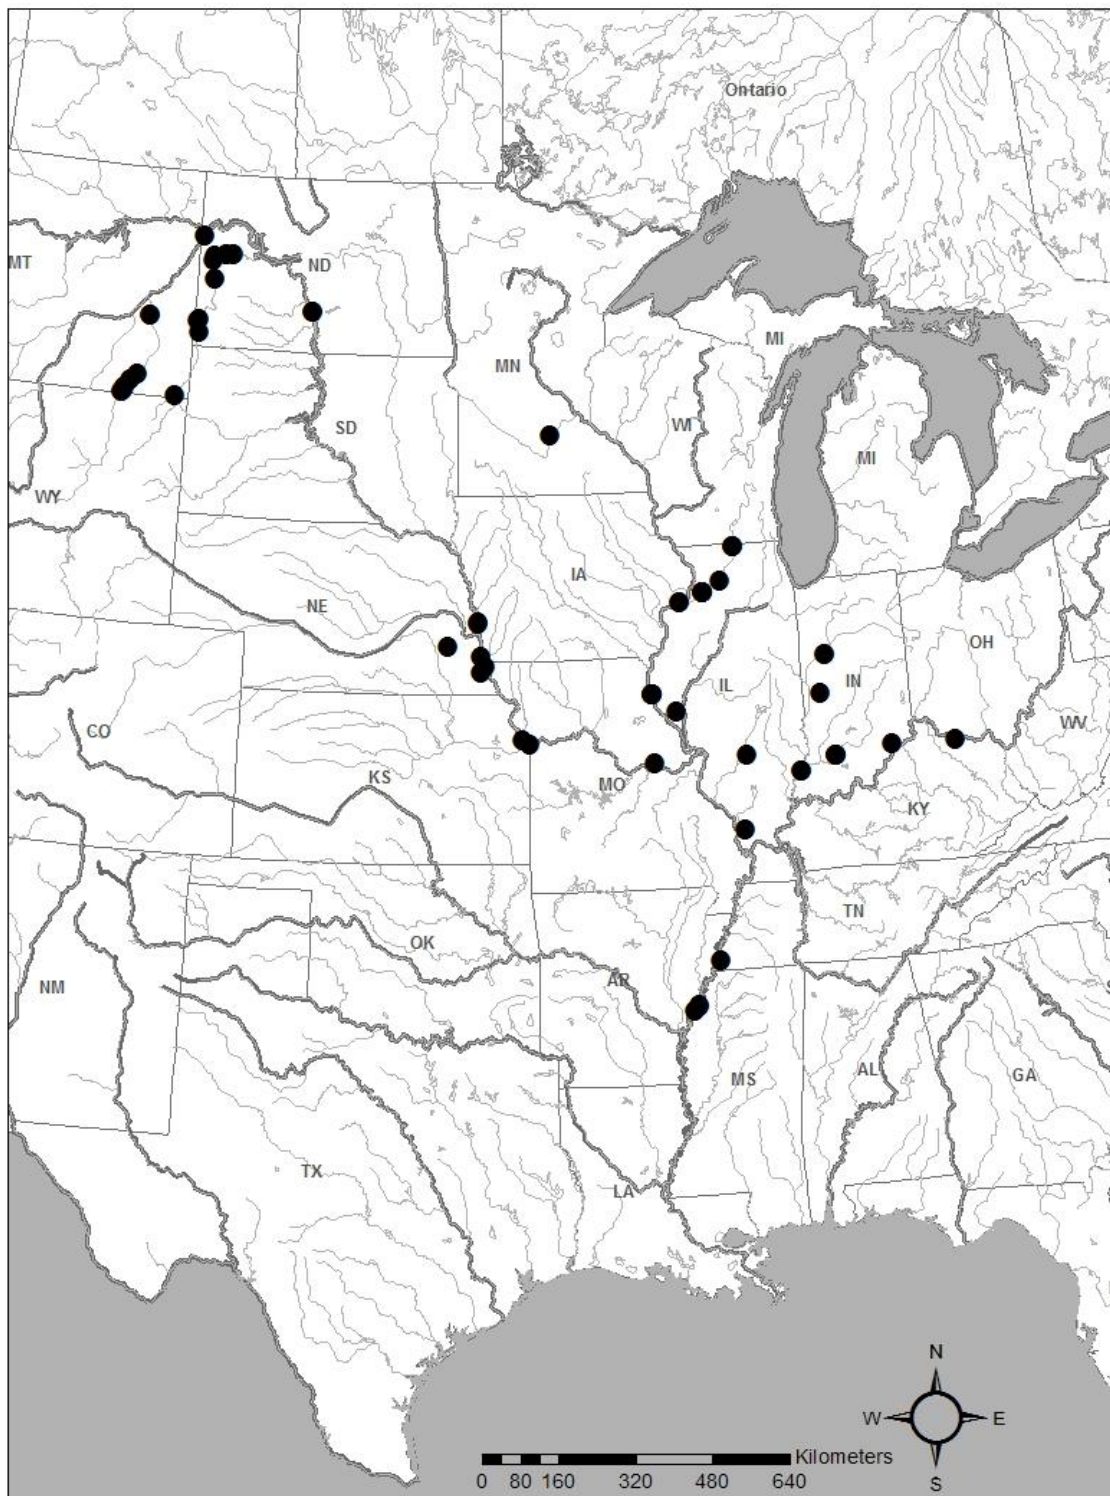 Ontario
MT
ND
MI
MN
WI
SD
MI
WY
IA
NE
OH
IL
IN
WV
CO
KS
MO
KY
TN
OK
AR
NM
S
MS
AL
GA
TX
LA
N
W
E
S
Kilometers
0 80 160 320 480 640